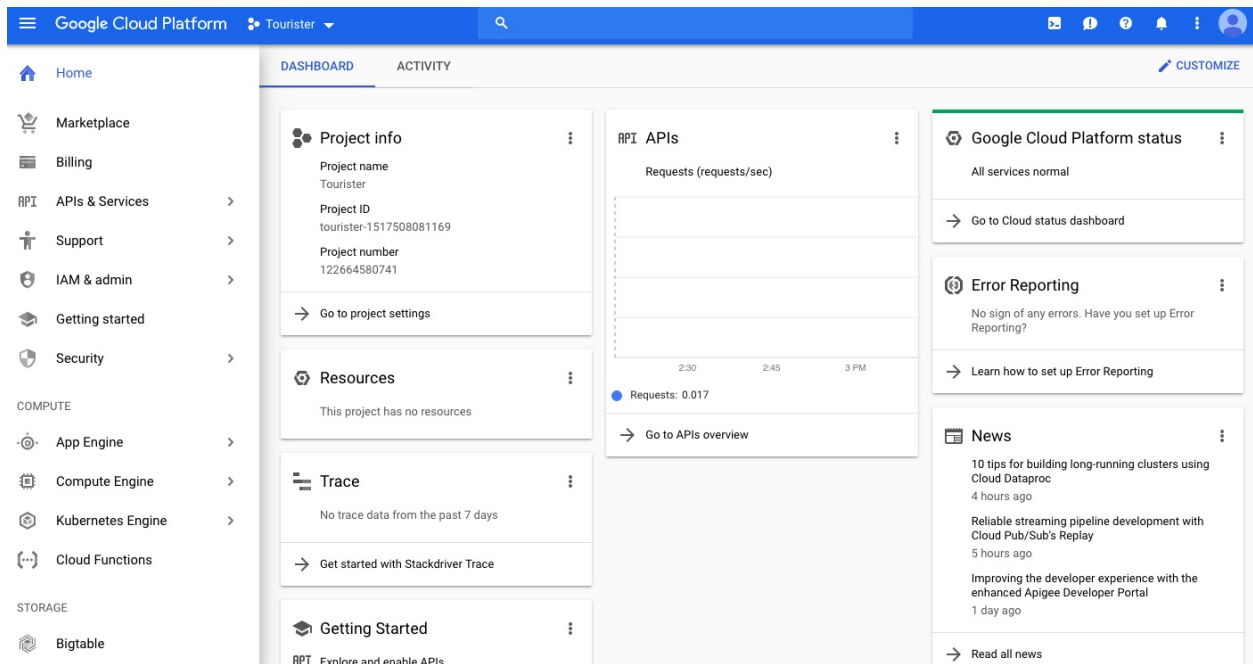 Google Cloud Platform
Tourister
Home
Marketplace
Billing
API APIs & Services
Support
IAM & admin
Getting started
Security
COMPUTE
App Engine
Compute Engine
Kubernetes Engine
Cloud Functions
STORAGE
Bigtable
DASHBOARD
ACTIVITY
CUSTOMIZE
Project info
Project name
Tourister
Project ID
tourister-1517508081169
Project number
122664580741
Go to project settings
Resources
This project has no resources
Trace
No trace data from the past 7 days
Get started with Stackdriver Trace
Getting Started
API Explore and enable APIs
API APIs
Requests (requests/sec)
2:30 2:45 3 PM
Requests: 0.017
Go to APIs overview
Google Cloud Platform status
All services normal
Go to Cloud status dashboard
Error Reporting
No sign of any errors. Have you set up Error
Reporting?
Learn how to set up Error Reporting
News
10 tips for building long-running clusters using
Cloud Dataproc
4 hours ago
Reliable streaming pipeline development with
Cloud Pub/Sub's Replay
5 hours ago
Improving the developer experience with the
enhanced Apigee Developer Portal
1 day ago
Read all news